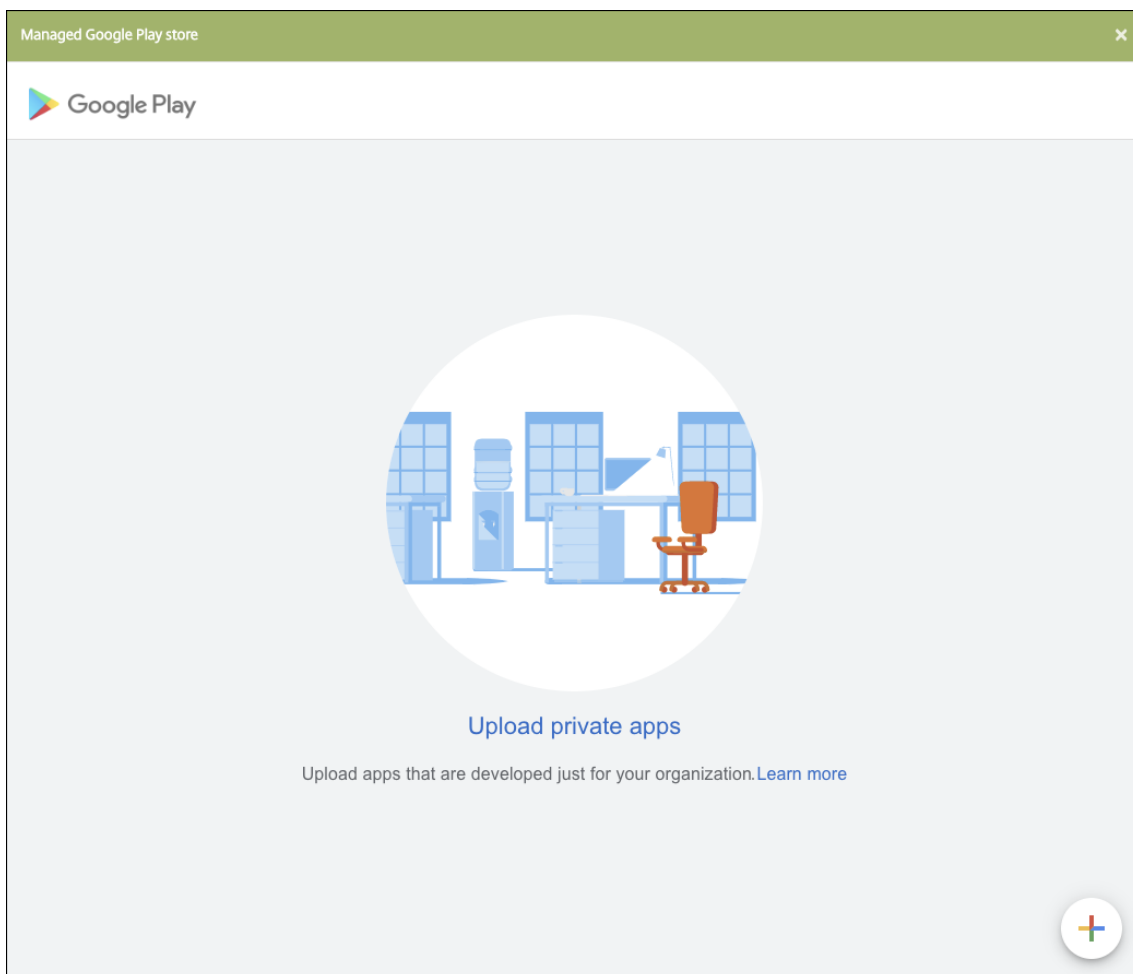 Managed Google Play store
Google Play
Upload private apps
Upload apps that are developed just for your organization. Learn more